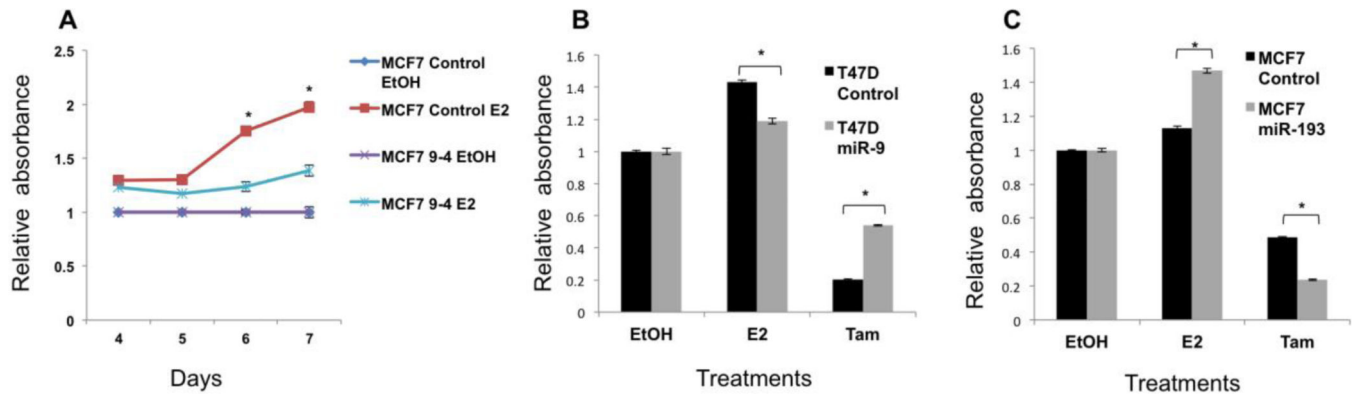 A
Relative absorbance
2.5
2
1.5
1
0.5
0
4 5 6 7
Days
* *
MCF7 Control
EtOH
MCF7 Control E2
MCF7 9-4 EtOH
MCF7 9-4 E2
B
Relative absorbance
1.6
1.4
1.2
1
0.8
0.6
0.4
0.2
0
EtOH E2 Tam
Treatments
*
*
T47D
Control
T47D
miR-9
C
Relative absorbance
1.6
1.4
1.2
1
0.8
0.6
0.4
0.2
0
EtOH E2 Tam
Treatments
*
*
MCF7
Control
MCF7
miR-193